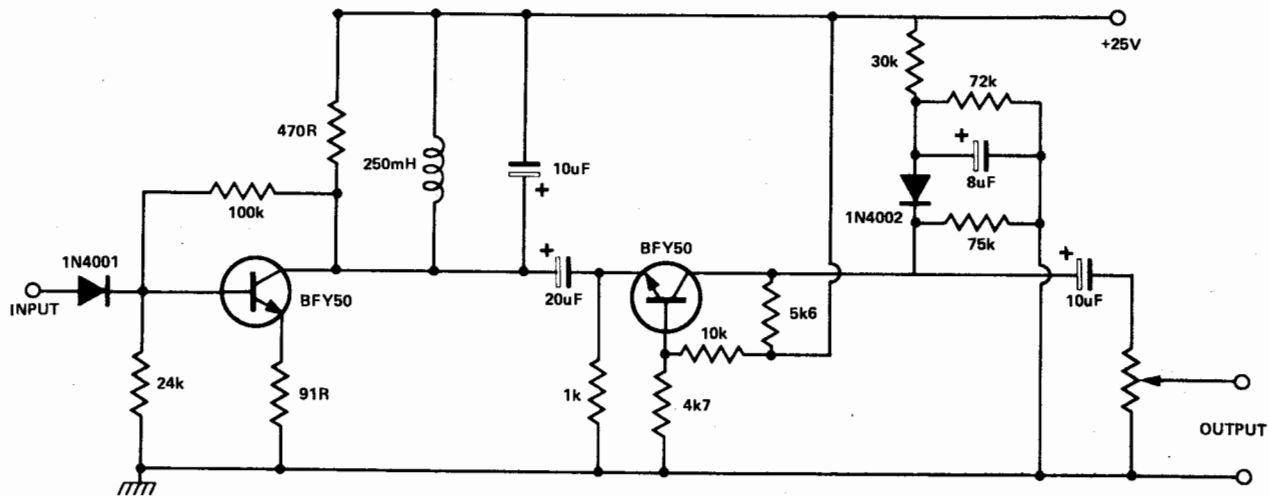 +25V
30k
72k
470R
250mH
10uF
+
+
8uF
100k
1N4002
75k
1N4001
BFY50
+
+
INPUT
BFY50
20uF
5k6
10uF
10k
24k
91R
1k
4k7
OUTPUT